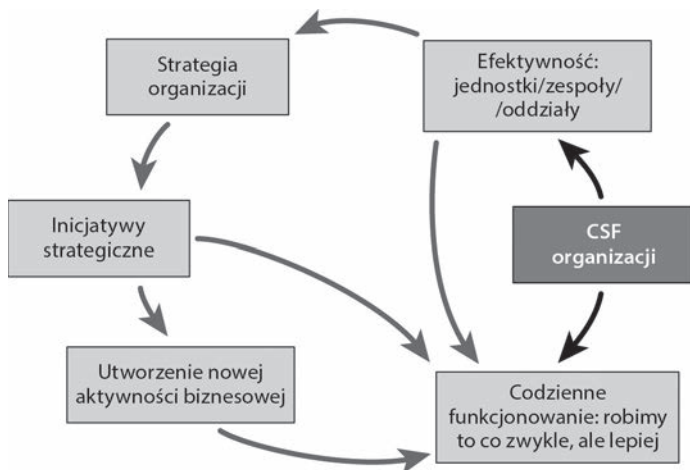 Strategia
organizacji
Efektywność:
jednostki/zespoły/
/oddziały
Inicjatywy
strategiczne
CSF
organizacji
Utworzenie nowej
aktywności biznesowej
Codzienne
funkcjonowanie: robimy
to co zwykle, ale lepiej